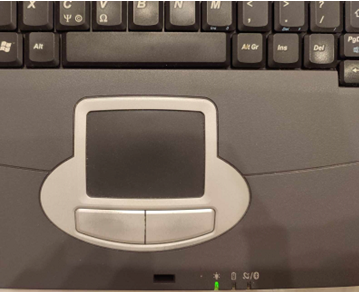 X C V B N M < > ? /
Ψ © Ω
Alt Alt Gr Ins Del